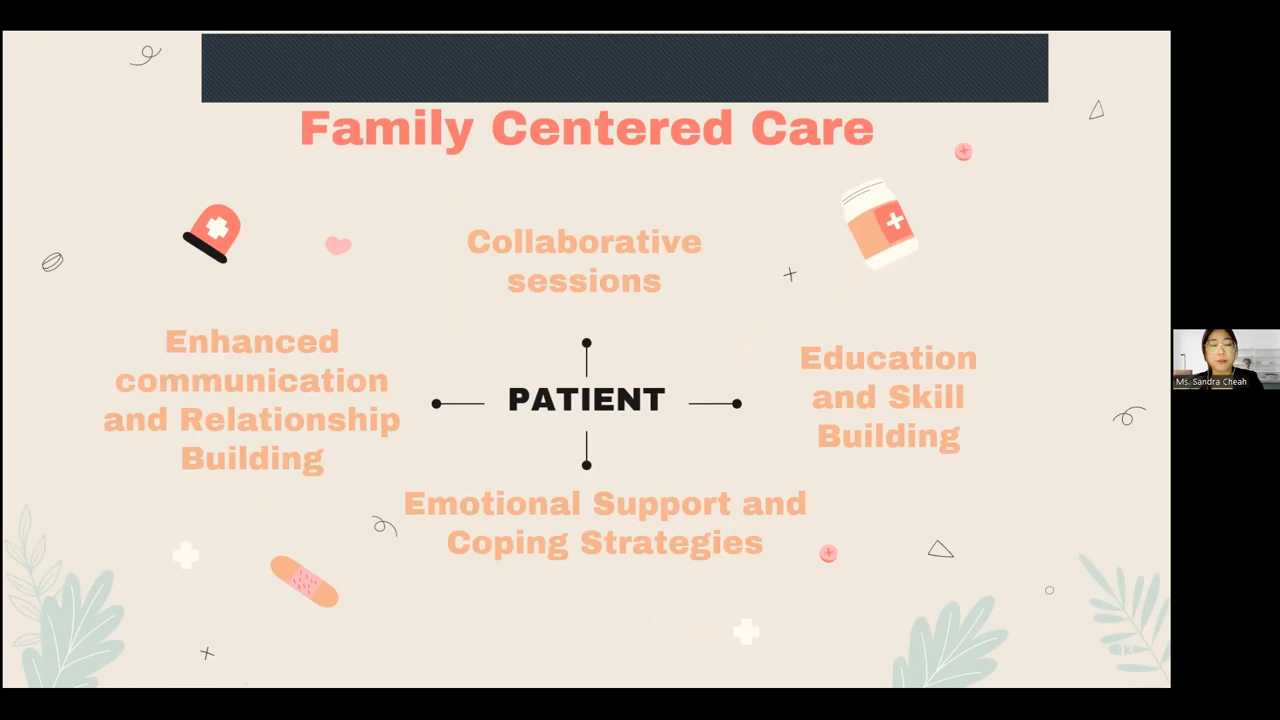 Family Centered Care
Collaborative
sessions
Enhanced
communication
and Relationship
Building
PATIENT
Education
and Skill
Building
Emotional Support and
Coping Strategies
Ms. Sandra Cheah